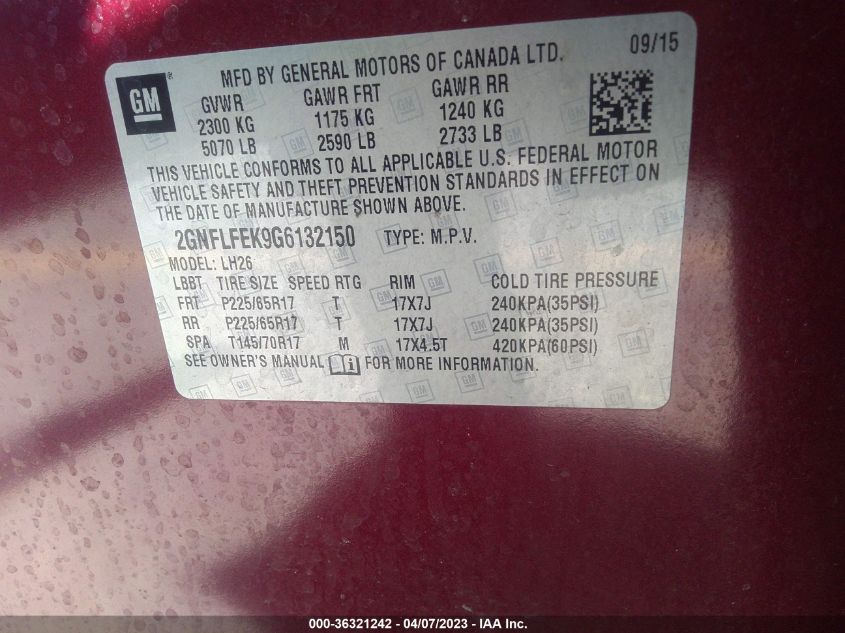 GM ®
MFD BY GENERAL MOTORS OF CANADA LTD. 09/15
GVWR GAWR FRT GAWR RR
2300 KG 1175 KG 1240 KG
5070 LB 2590 LB 2733 LB
THIS VEHICLE CONFORMS TO ALL APPLICABLE U.S. FEDERAL MOTOR
VEHICLE SAFETY AND THEFT PREVENTION STANDARDS IN EFFECT ON
THE DATE OF MANUFACTURE SHOWN ABOVE.
2GNFLFEK9G6132150 TYPE: M.P.V.
MODEL: LH26
LBBT TIRE SIZE SPEED RTG RIM COLD TIRE PRESSURE
FRT P225/65R17 T 17X7J 240KPA(35PSI)
RR P225/65R17 T 17X7J 240KPA(35PSI)
SPA T145/70R17 M 17X4.5T 420KPA(60PSI)
SEE OWNER'S MANUAL FOR MORE INFORMATION.
000-36321242 - 04/07/2023 - IAA Inc.